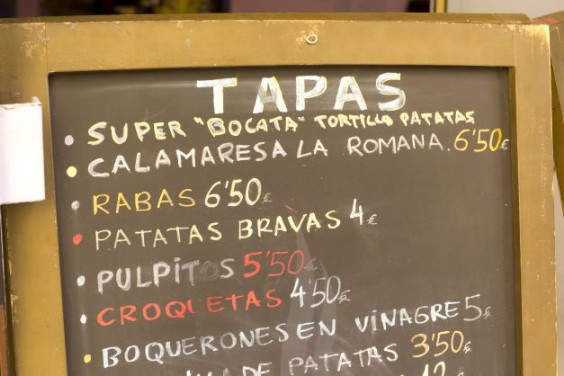 TAPAS
SUPER "BOCATA" TORTILLA PATATAS
CALAMARES A LA ROMANA. 6'50€
RABAS 6'50€
PATATAS BRAVAS 4€
PULPITOS 5'50€
CROQUETAS 4'50€
BOQUERONES EN VINAGRE 5€
DE PATATAS 3'50€